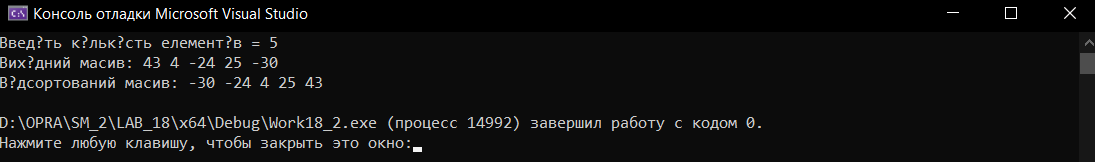 Консоль отладки Microsoft Visual Studio
Введ?ть к?льк?сть елемент?в = 5
Вих?дний масив: 43 4 -24 25 -30
В?дсортований масив: -30 -24 4 25 43
D:\OPRA\SM_2\LAB_18\x64\Debug\Work18_2.exe (процесс 14992) завершил работу с кодом 0.
Нажмите любую клавишу, чтобы закрыть это окно: